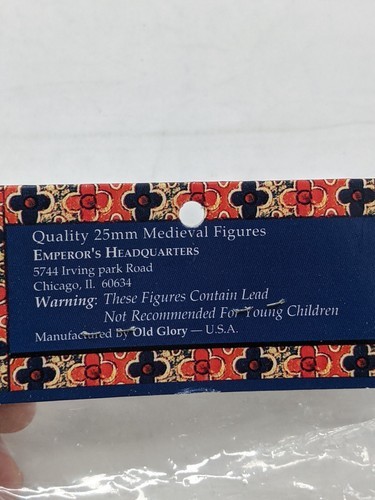 Quality 25mm Medieval Figures
EMPEROR'S HEADQUARTERS
5744 Irving park Road
Chicago, Il. 60634
Warning: These Figures Contain Lead
Not Recommended For Young Children
Manufactured by Old Glory — U.S.A.